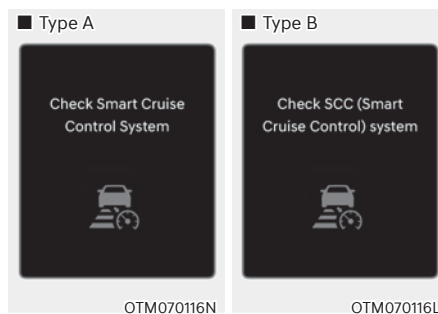 ■ Type A
Check Smart Cruise
Control System
OTM070116N
■ Type B
Check SCC (Smart
Cruise Control) system
OTM070116L